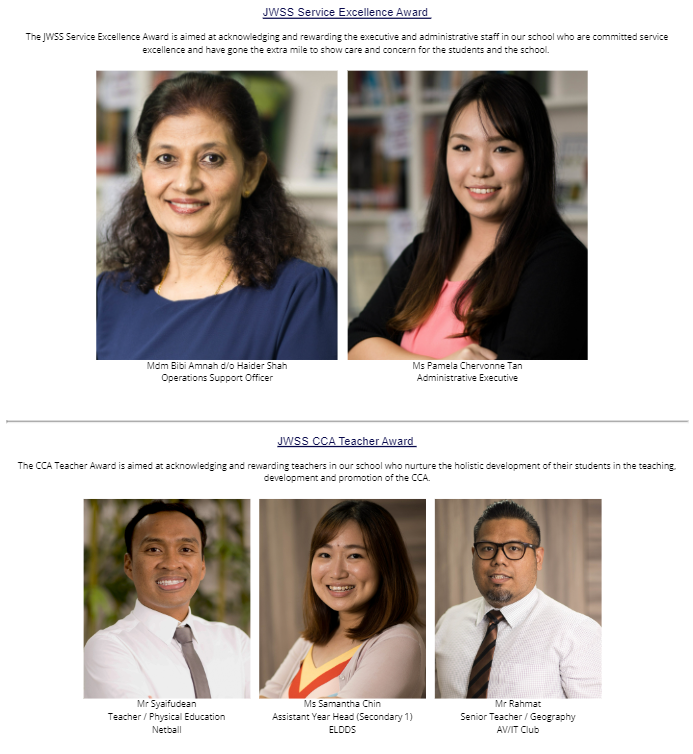 JWSS Service Excellence Award
The JWSS Service Excellence Award is aimed at acknowledging and rewarding the executive and administrative staff in our school who are committed service
excellence and have gone the extra mile to show care and concern for the students and the school.
Mdm Bibi Amnah d/o Haider Shah
Operations Support Officer
Ms Pamela Chervonne Tan
Administrative Executive
JWSS CCA Teacher Award
The CCA Teacher Award is aimed at acknowledging and rewarding teachers in our school who nurture the holistic development of their students in the teaching,
development and promotion of the CCA.
Mr Syaifudean
Teacher / Physical Education
Netball
Ms Samantha Chin
Assistant Year Head (Secondary 1)
ELDDS
Mr Rahmat
Senior Teacher / Geography
AV/IT Club